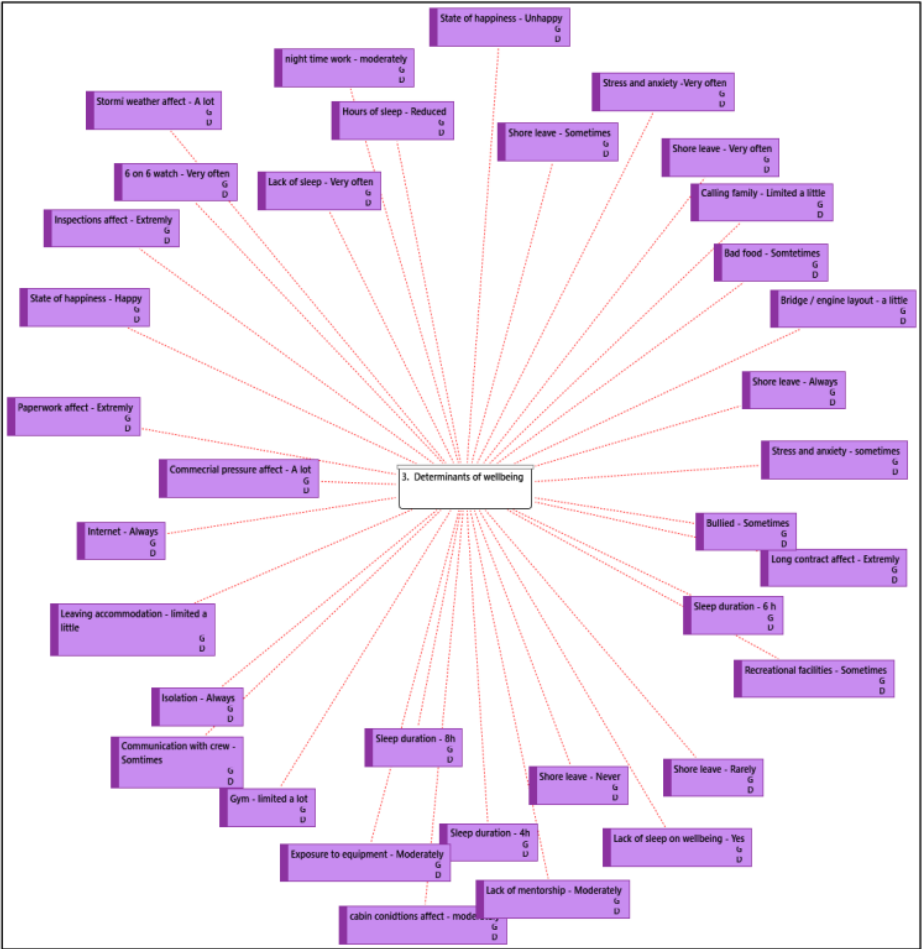 State of happiness - Unhappy
G
D
night time work - moderately
G
D
Stress and anxiety -Very often
G
D
Stormi weather affect - A lot
G
D
Hours of sleep - Reduced
G
D
Shore leave - Sometimes
G
D
Shore leave - Very often
G
D
6 on 6 watch - Very often
G
D
Lack of sleep - Very often
G
D
Calling family - Limited a little
G
D
Inspections affect - Extremly
G
D
Bad food - Somtetimes
G
D
State of happiness - Happy
G
D
Bridge / engine layout - a little
G
D
Shore leave - Always
G
D
Paperwork affect - Extremly
G
D
Stress and anxiety - sometimes
G
D
Commecrial pressure affect - A lot
G
D
3. Determinants of wellbeing
Internet - Always
G
D
Bullied - Sometimes
G
D
Long contract affect - Extremly
G
D
Leaving accommodation - limited a
little
G
D
Sleep duration - 6 h
G
D
Recreational facilities - Sometimes
G
D
Isolation - Always
G
D
Communication with crew -
Somtimes
G
D
Sleep duration - 8h
G
D
Shore leave - Never
G
D
Shore leave - Rarely
G
D
Gym - limited a lot
G
D
Sleep duration - 4h
G
D
Lack of sleep on wellbeing - Yes
G
D
Exposure to equipment - Moderately
G
D
Lack of mentorship - Moderately
G
D
cabin conidtions affect -
G
D